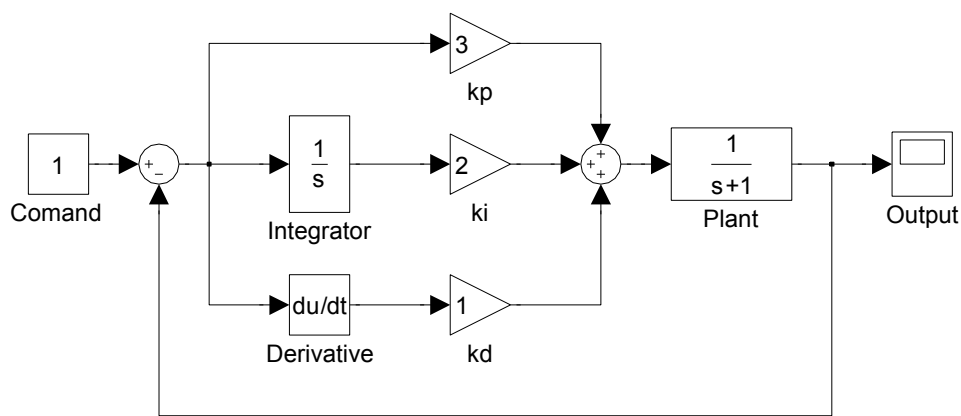 3
kp
1
Comand
+
−
1
s
Integrator
2
ki
+
+
+
1
s+1
Plant
Output
du/dt
Derivative
1
kd